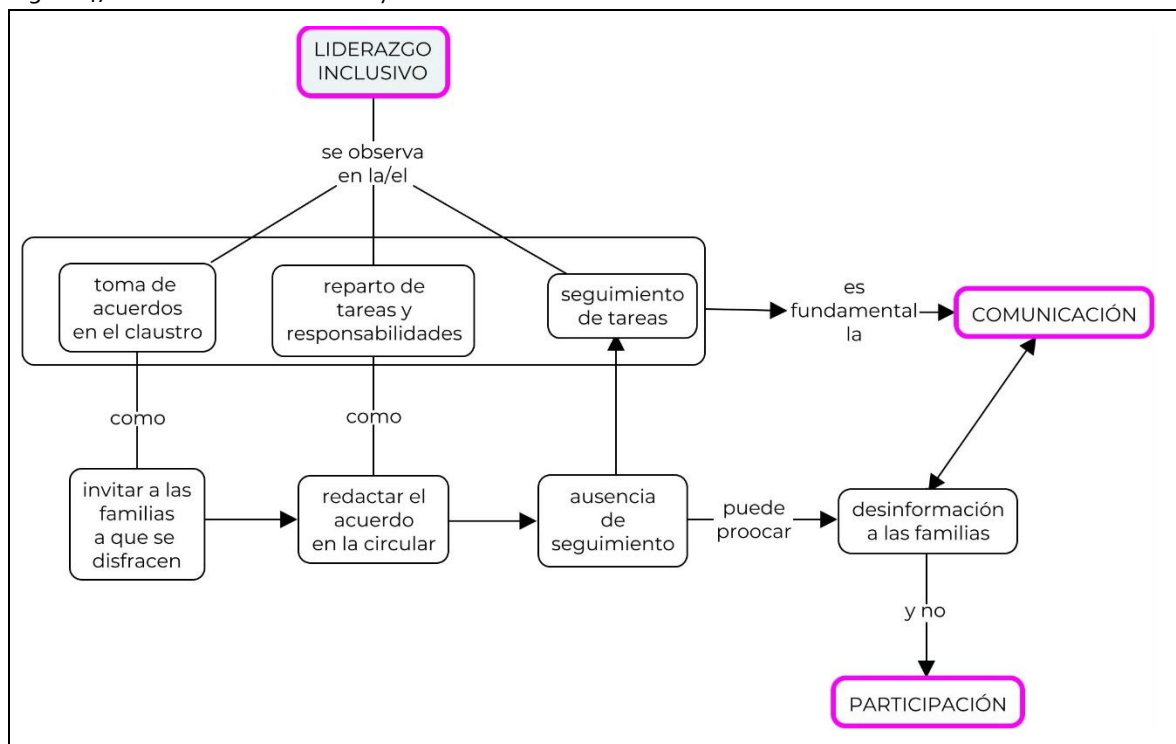 LIDERAZGO
INCLUSIVO
se observa
en la/el
toma de
acuerdos
en el claustro
reparto de
tareas y
responsabilidades
seguimiento
de tareas
es
fundamental
la
COMUNICACIÓN
como
como
invitar a las
familias
a que se
disfracen
redactar el
acuerdo
en la circular
ausencia
de
seguimiento
puede
proocar
desinformación
a las familias
y no
PARTICIPACIÓN